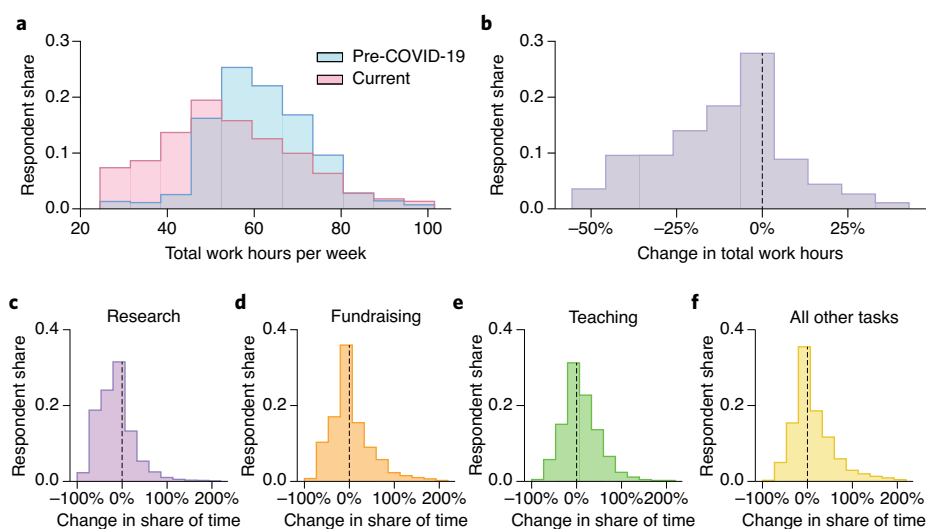 a
Respondent share
0.3
0.2
0.1
0.0
Pre-COVID-19
Current
20 40 60 80 100
Total work hours per week
b
Respondent share
0.3
0.2
0.1
0.0
–50% –25% 0% 25%
Change in total work hours
c
Research
Respondent share
0.4
0.2
0.0
–100% 0% 100% 200%
Change in share of time
d
Fundraising
Respondent share
0.4
0.2
0.0
–100% 0% 100% 200%
Change in share of time
e
Teaching
Respondent share
0.4
0.2
0.0
–100% 0% 100% 200%
Change in share of time
f
All other tasks
Respondent share
0.4
0.2
0.0
–100% 0% 100% 200%
Change in share of time